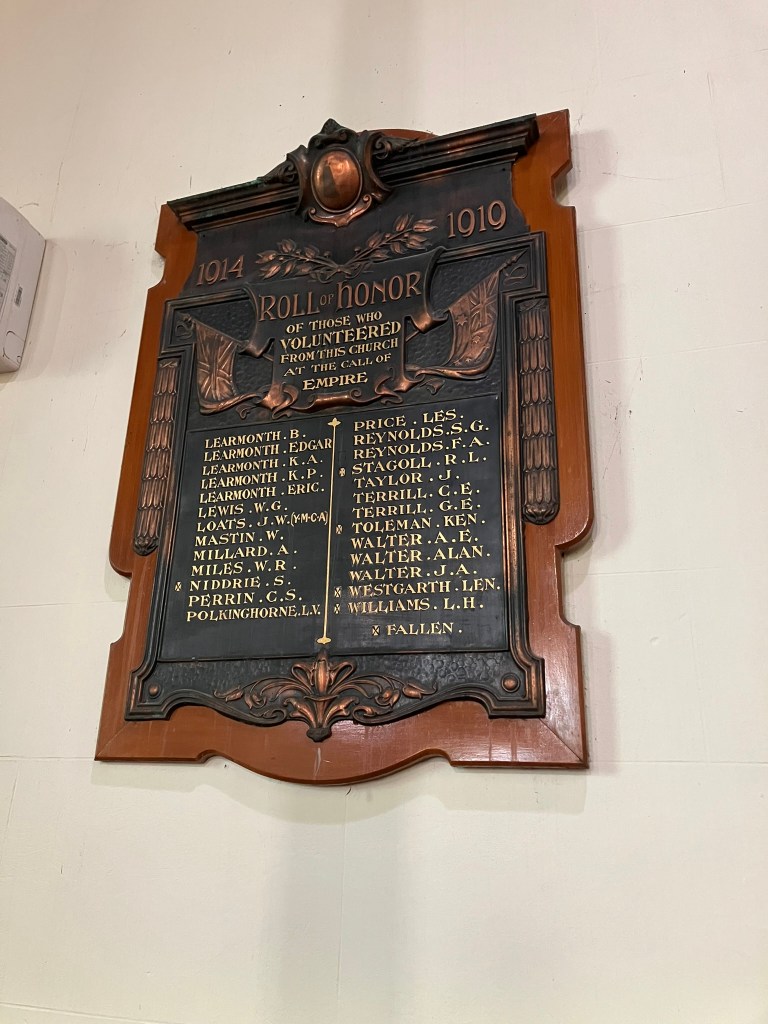 1914 1919
ROLL OF HONOR
OF THOSE WHO
VOLUNTEERED
FROM THIS CHURCH
AT THE CALL OF
EMPIRE
LEARMONTH . B.
LEARMONTH . EDGAR
LEARMONTH . K.A.
LEARMONTH . K.P.
LEARMONTH . ERIC.
LEWIS . W.G.
LOATS . J.W. (Y.M.C.A)
MASTIN . W.
MILLARD . A.
MILES . W.R.
NIDDRIE . S.
PERRIN . C.S.
POLKINGHORNE. L.V.
PRICE . LES.
REYNOLDS. S.G.
REYNOLDS. F.A.
STAGOLL . R.L.
TAYLOR . J.
TERRILL . C.E.
TERRILL . G.E.
TOLEMAN . KEN.
WALTER . A.E.
WALTER . ALAN.
WALTER . J.A.
WESTGARTH . LEN.
WILLIAMS . L.H.
FALLEN .